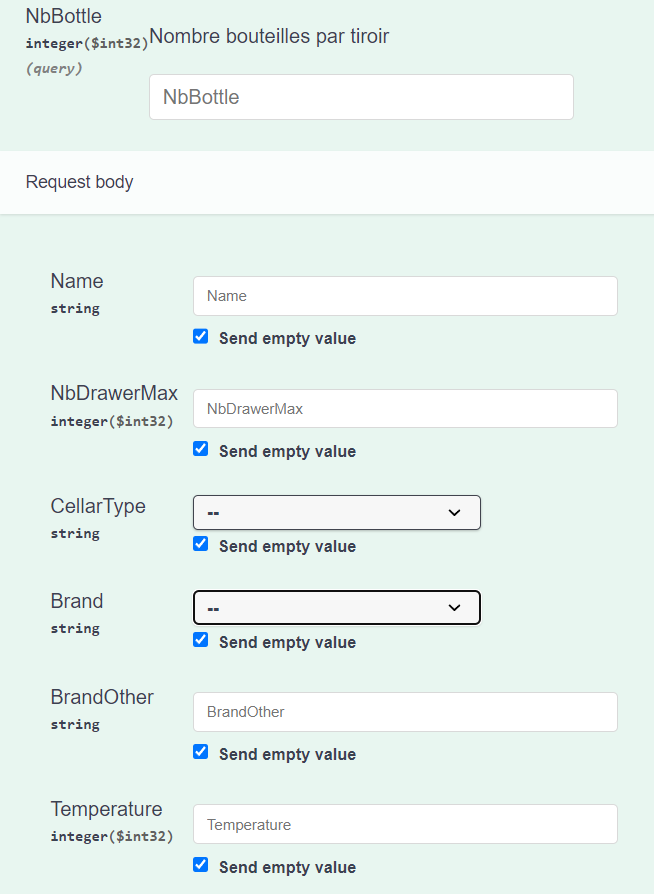 NbBottle
integer($int32)
(query)
Nombre bouteilles par tiroir
NbBottle
Request body
Name
string
Name
Send empty value
NbDrawerMax
integer($int32)
NbDrawerMax
Send empty value
CellarType
string
--
Send empty value
Brand
string
--
Send empty value
BrandOther
string
BrandOther
Send empty value
Temperature
integer($int32)
Temperature
Send empty value